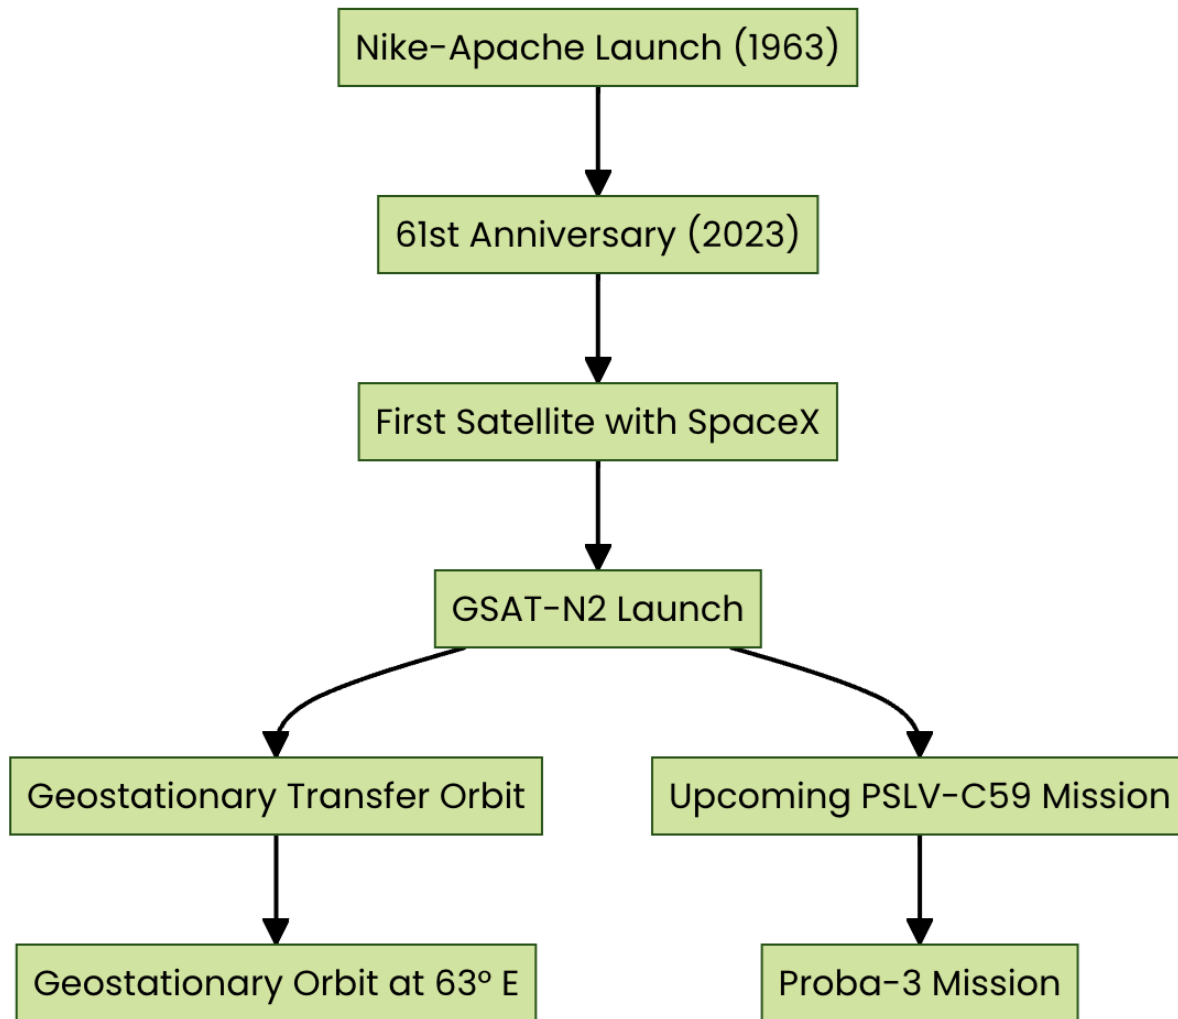 Nike-Apache Launch (1963)
61st Anniversary (2023)
First Satellite with SpaceX
GSAT-N2 Launch
Geostationary Transfer Orbit
Upcoming PSLV-C59 Mission
Geostationary Orbit at 63º E
Proba-3 Mission